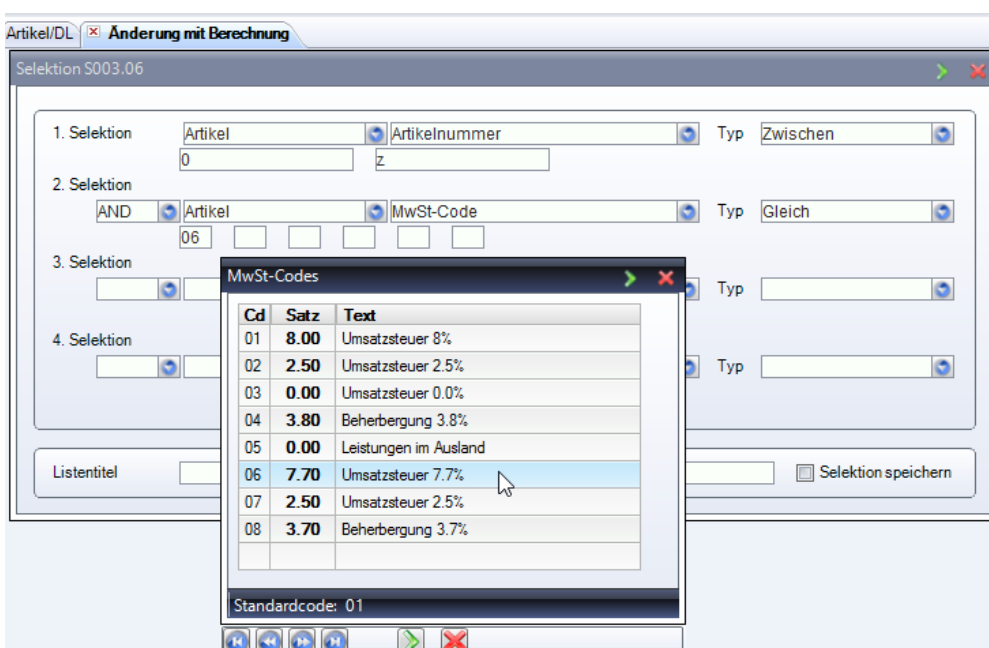 Artikel/DL Änderung mit Berechnung
Selektion S003.06
1. Selektion Artikel Artikelnummer Typ Zwischen
0 z
2. Selektion
AND Artikel MwSt-Code Typ Gleich
06
3. Selektion
Typ
4. Selektion
Typ
Listentitel Selektion speichern
MwSt-Codes
Cd Satz Text
01 8.00 Umsatzsteuer 8%
02 2.50 Umsatzsteuer 2.5%
03 0.00 Umsatzsteuer 0.0%
04 3.80 Beherbergung 3.8%
05 0.00 Leistungen im Ausland
06 7.70 Umsatzsteuer 7.7%
07 2.50 Umsatzsteuer 2.5%
08 3.70 Beherbergung 3.7%
Standardcode: 01